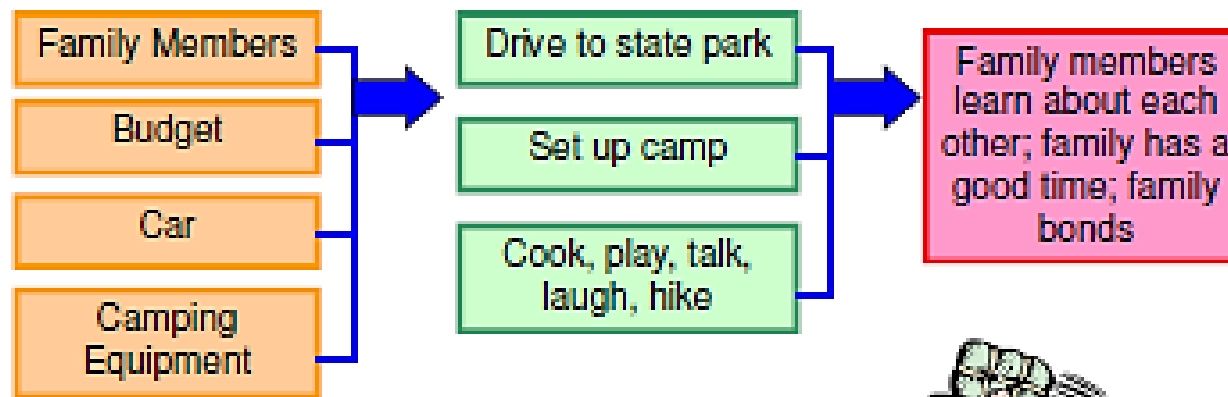 Family Members
Budget
Car
Camping
Equipment
Drive to state park
Set up camp
Cook, play, talk,
laugh, hike
Family members
learn about each
other; family has a
good time; family
bonds